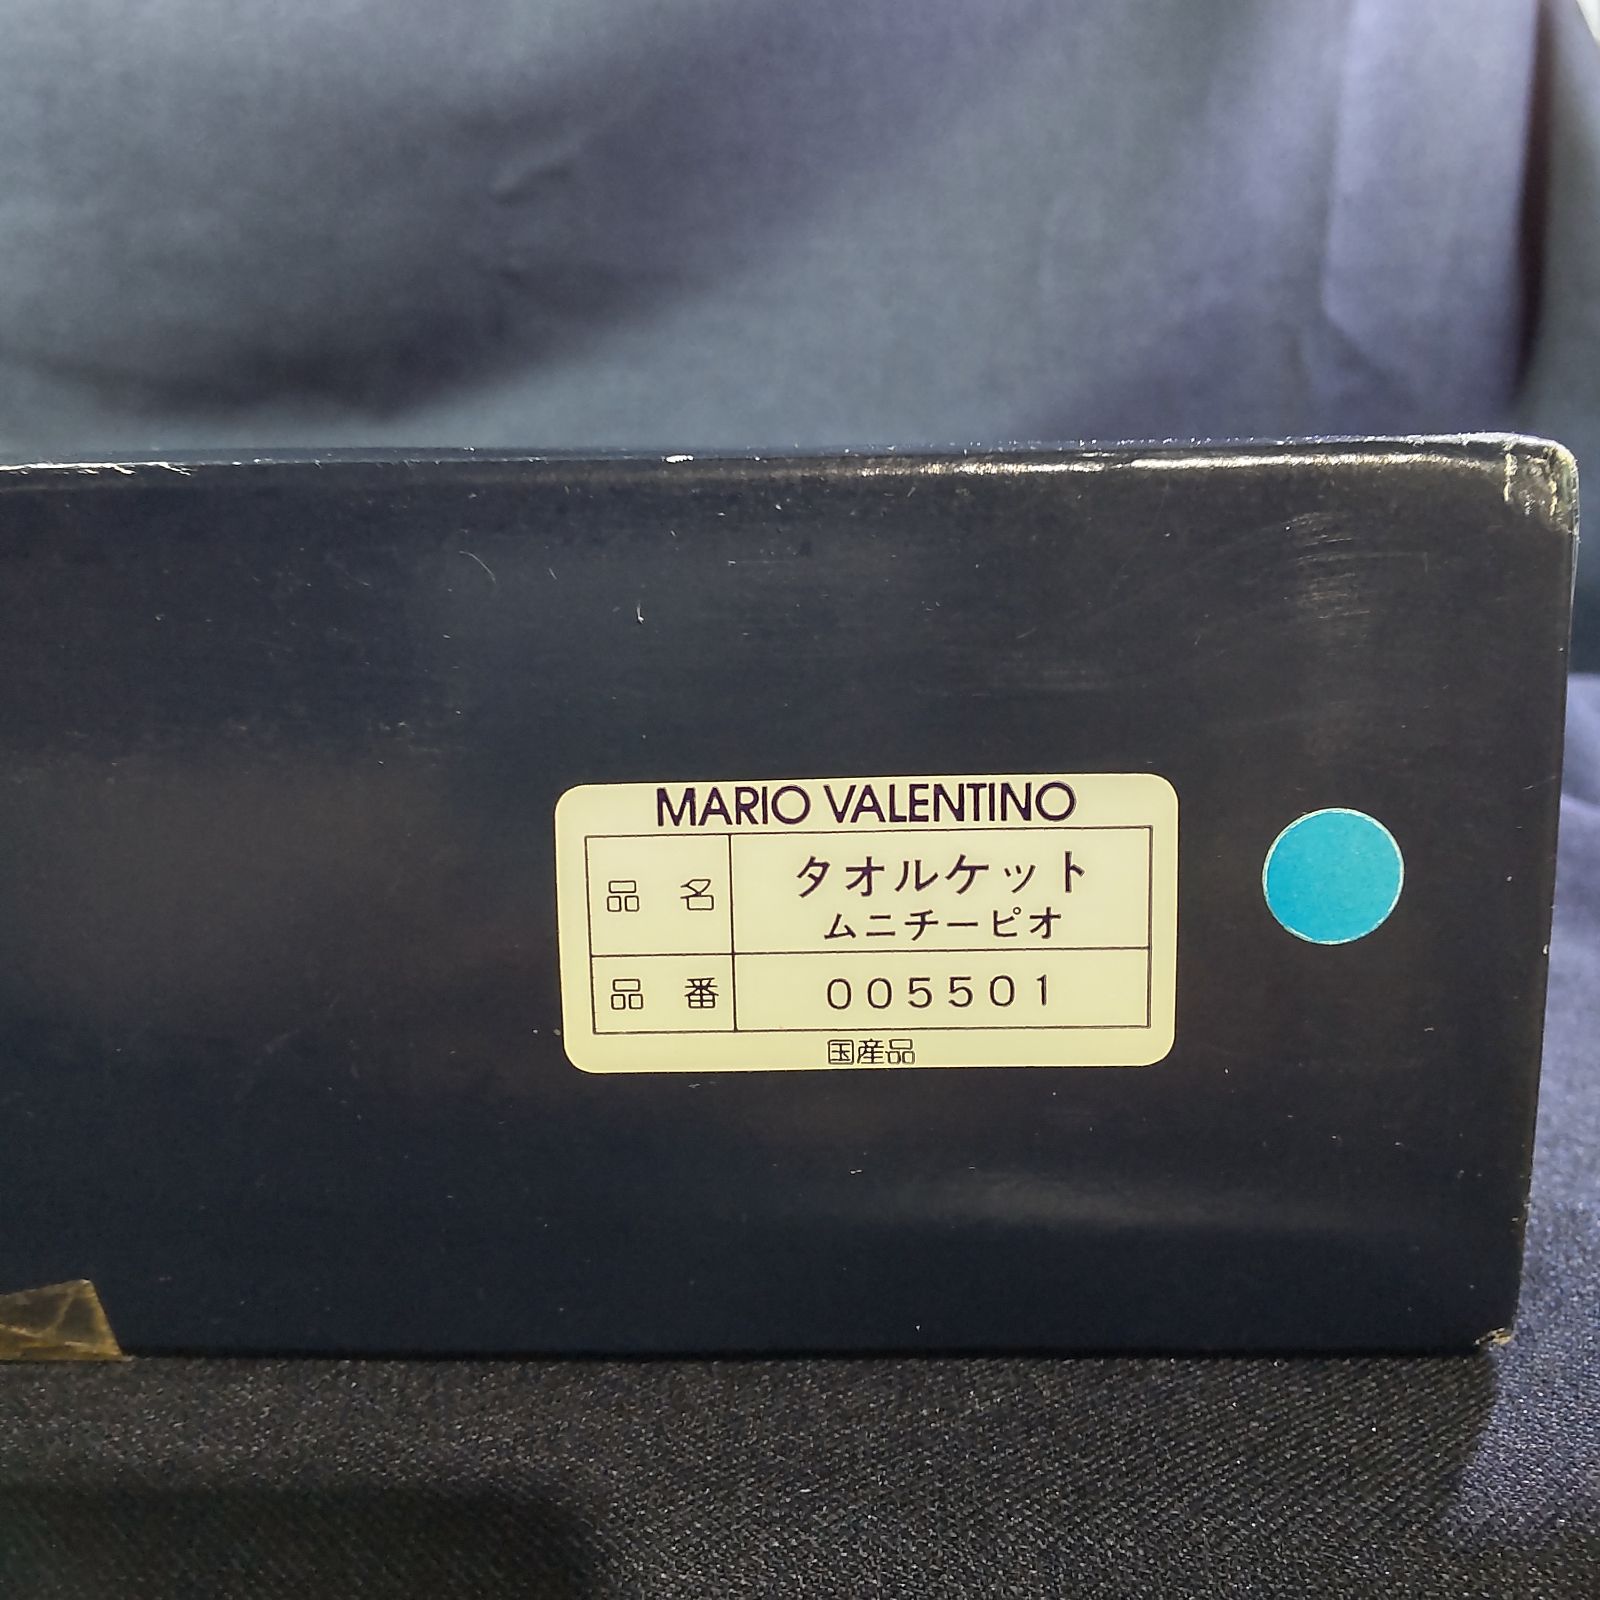 MARIO VALENTINO
品 名
タオルケット
ムニチーピオ
品 番
005501
国産品